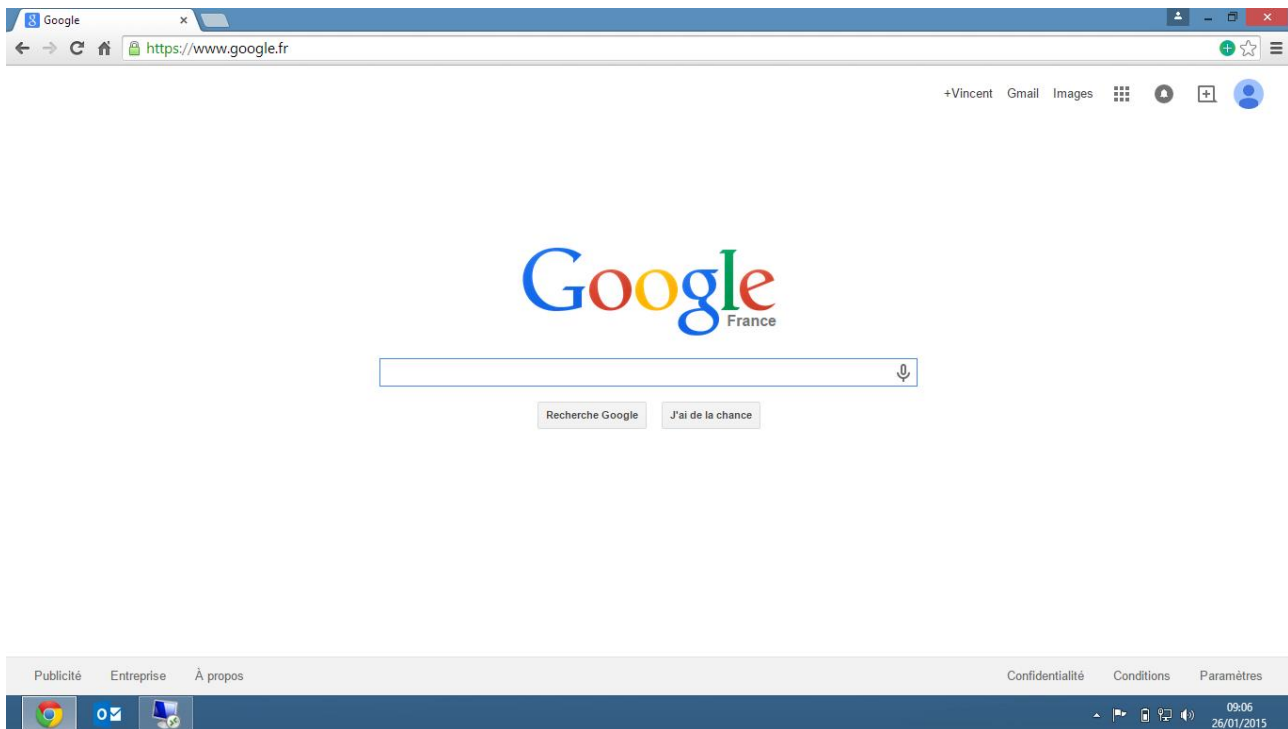 Google
https://www.google.fr
+Vincent Gmail Images
Google
France
Recherche Google J'ai de la chance
Publicité Entreprise À propos Confidentialité Conditions Paramètres
09:06
26/01/2015